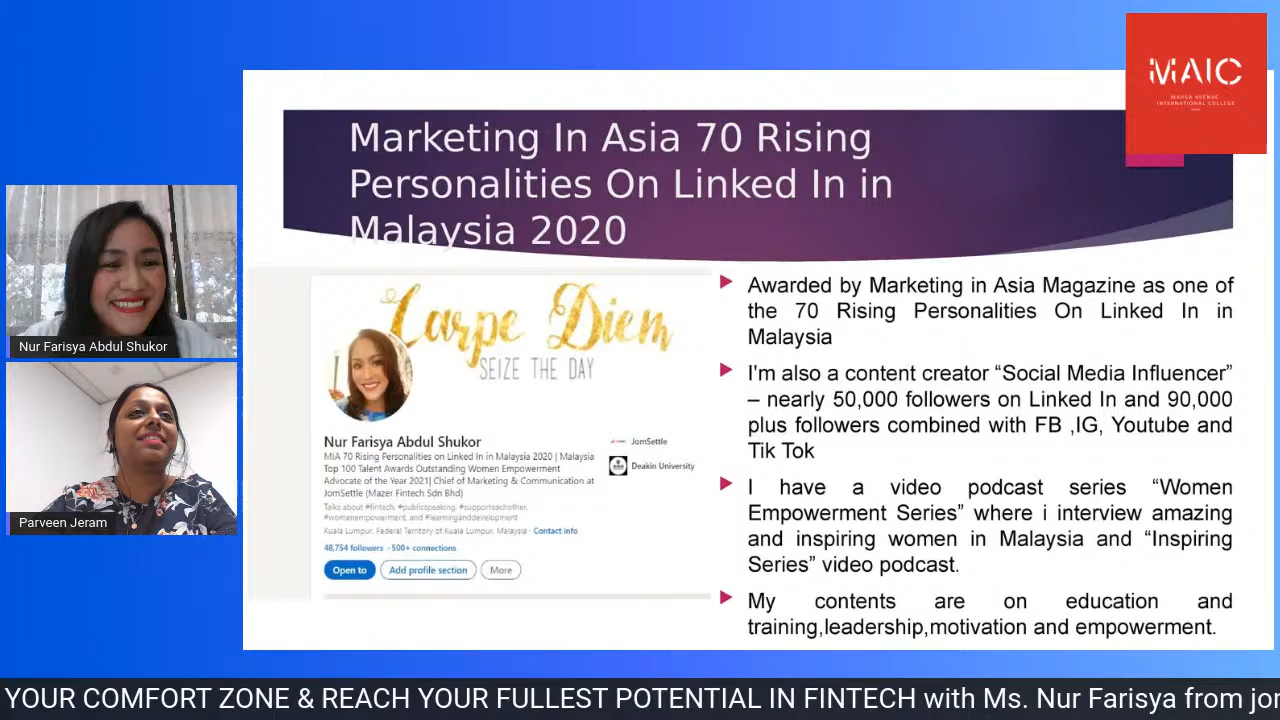 MAIC
MAHSA AVENUE
INTERNATIONAL COLLEGE
Marketing In Asia 70 Rising
Personalities On Linked In in
Malaysia 2020
Nur Farisya Abdul Shukor
Parveen Jeram
Carpe Diem
SEIZE THE DAY
Nur Farisya Abdul Shukor
MIA 70 Rising Personalities on Linked In in Malaysia 2020 | Malaysia
Top 100 Talent Awards Outstanding Women Empowerment
Advocate of the Year 2021| Chief of Marketing & Communication at
JomSettle (Mazer Fintech Sdn Bhd)
Talks about #fintech, #publicspeaking, #supporteachother,
#womenempowerment, and #learninganddevelopment
Kuala Lumpur, Federal Territory of Kuala Lumpur, Malaysia · Contact info
48,754 followers · 500+ connections
Open to
Add profile section
More
JomSettle
Deakin University
Awarded by Marketing in Asia Magazine as one of
the 70 Rising Personalities On Linked In in
Malaysia
I'm also a content creator “Social Media Influencer”
– nearly 50,000 followers on Linked In and 90,000
plus followers combined with FB ,IG, Youtube and
Tik Tok
I have a video podcast series “Women
Empowerment Series” where i interview amazing
and inspiring women in Malaysia and “Inspiring
Series” video podcast.
My contents are on education and
training,leadership,motivation and empowerment.
YOUR COMFORT ZONE & REACH YOUR FULLEST POTENTIAL IN FINTECH with Ms. Nur Farisya from jo